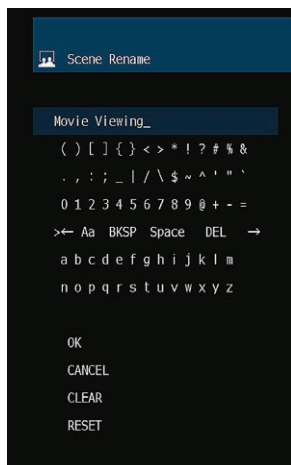 Scene Rename
Movie Viewing_
( ) [ ] { } < > * ! ? # % &
. , : ; _ | / \ $ ~ ^ ' " `
0 1 2 3 4 5 6 7 8 9 @ + - =
>← Aa BKSP Space DEL →
a b c d e f g h i j k l m
n o p q r s t u v w x y z
OK
CANCEL
CLEAR
RESET